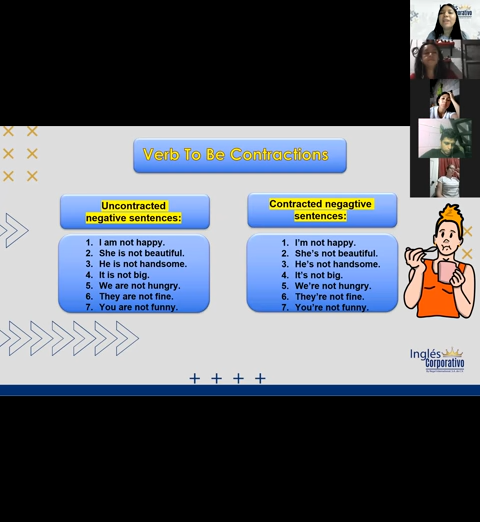 Inglés
Corporativo
Verb To Be Contractions
Uncontracted
negative sentences:
Contracted negagtive
sentences:
1. I am not happy.
2. She is not beautiful.
3. He is not handsome.
4. It is not big.
5. We are not hungry.
6. They are not fine.
7. You are not funny.
1. I'm not happy.
2. She's not beautiful.
3. He's not handsome.
4. It's not big.
5. We're not hungry.
6. They're not fine.
7. You're not funny.
Inglés
Corporativo